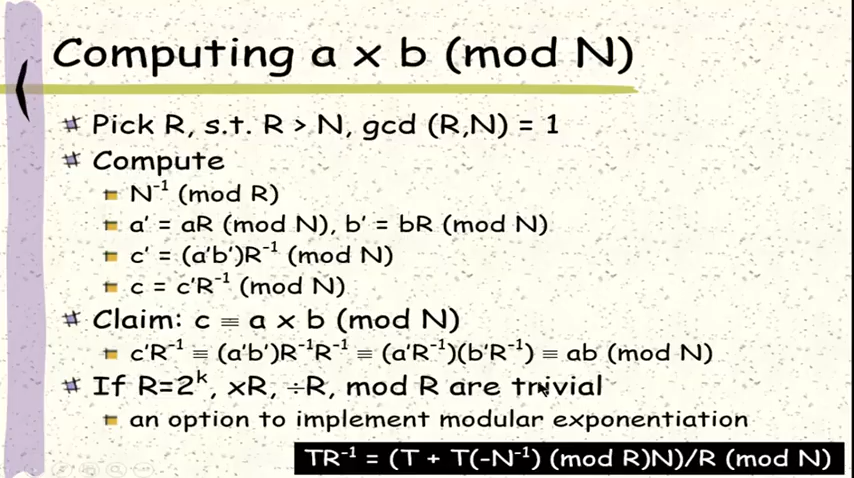 Computing a x b (mod N)
Pick R, s.t. R > N, gcd (R,N) = 1
Compute
N⁻¹ (mod R)
a' = aR (mod N), b' = bR (mod N)
c' = (a'b')R⁻¹ (mod N)
c = c'R⁻¹ (mod N)
Claim: c ≡ a x b (mod N)
c'R⁻¹ ≡ (a'b')R⁻¹R⁻¹ ≡ (a'R⁻¹)(b'R⁻¹) ≡ ab (mod N)
If R=2ᵏ, xR, ÷R, mod R are trivial
an option to implement modular exponentiation
TR⁻¹ = (T + T(-N⁻¹) (mod R)N)/R (mod N)